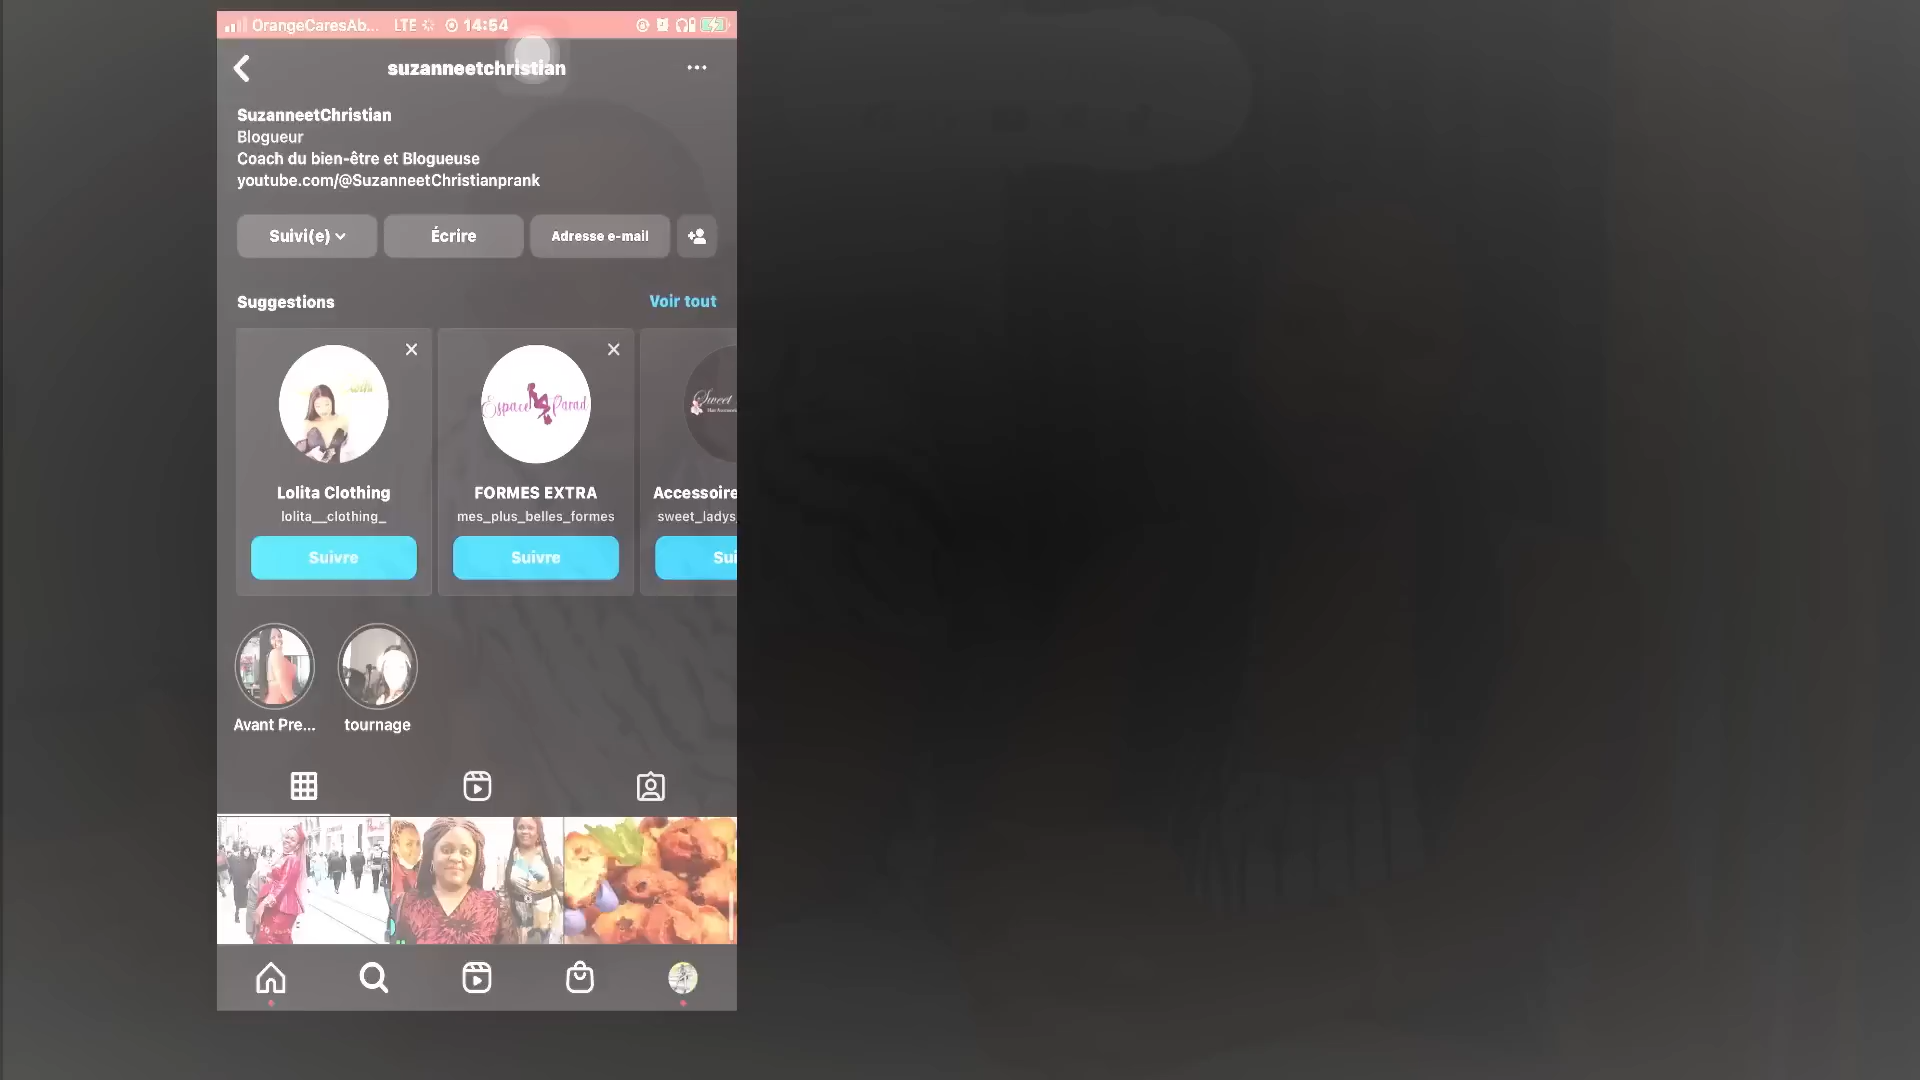 OrangeCaresAb... LTE 14:54
suzanneetchristian
SuzanneetChristian
Blogueur
Coach du bien-être et Blogueuse
youtube.com/@SuzanneetChristianprank
Suivi(e) Écrire Adresse e-mail
Suggestions Voir tout
Espace Parad
Sweet
Lolita Clothing FORMES EXTRA Accessoire
lolita__clothing_ mes_plus_belles_formes sweet_ladys_
Suivre Suivre Sui
Avant Pre... tournage